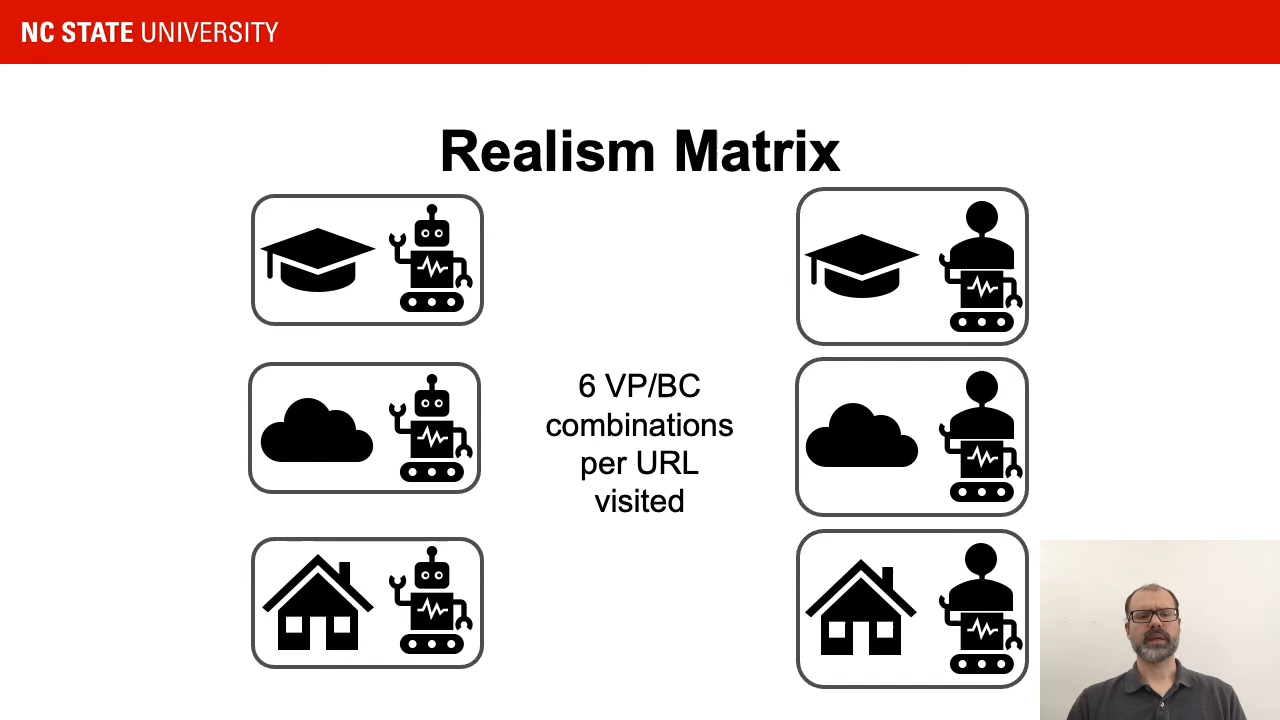 NC STATE UNIVERSITY
Realism Matrix
6 VP/BC
combinations
per URL
visited